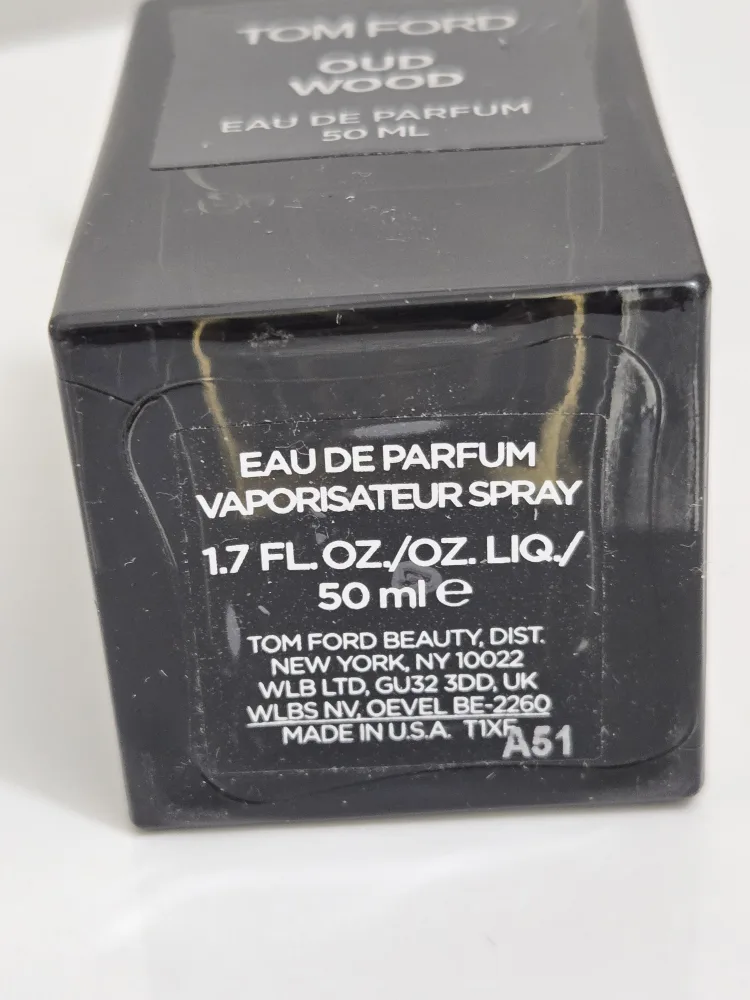 TOM FORD
OUD
WOOD
EAU DE PARFUM
50 ML
EAU DE PARFUM
VAPORISATEUR SPRAY
1.7 FL. OZ./OZ. LIQ./
50 ml e
TOM FORD BEAUTY, DIST.
NEW YORK, NY 10022
WLB LTD, GU32 3DD, UK
WLBS NV, OEVEL BE-2260
MADE IN U.S.A.
A51